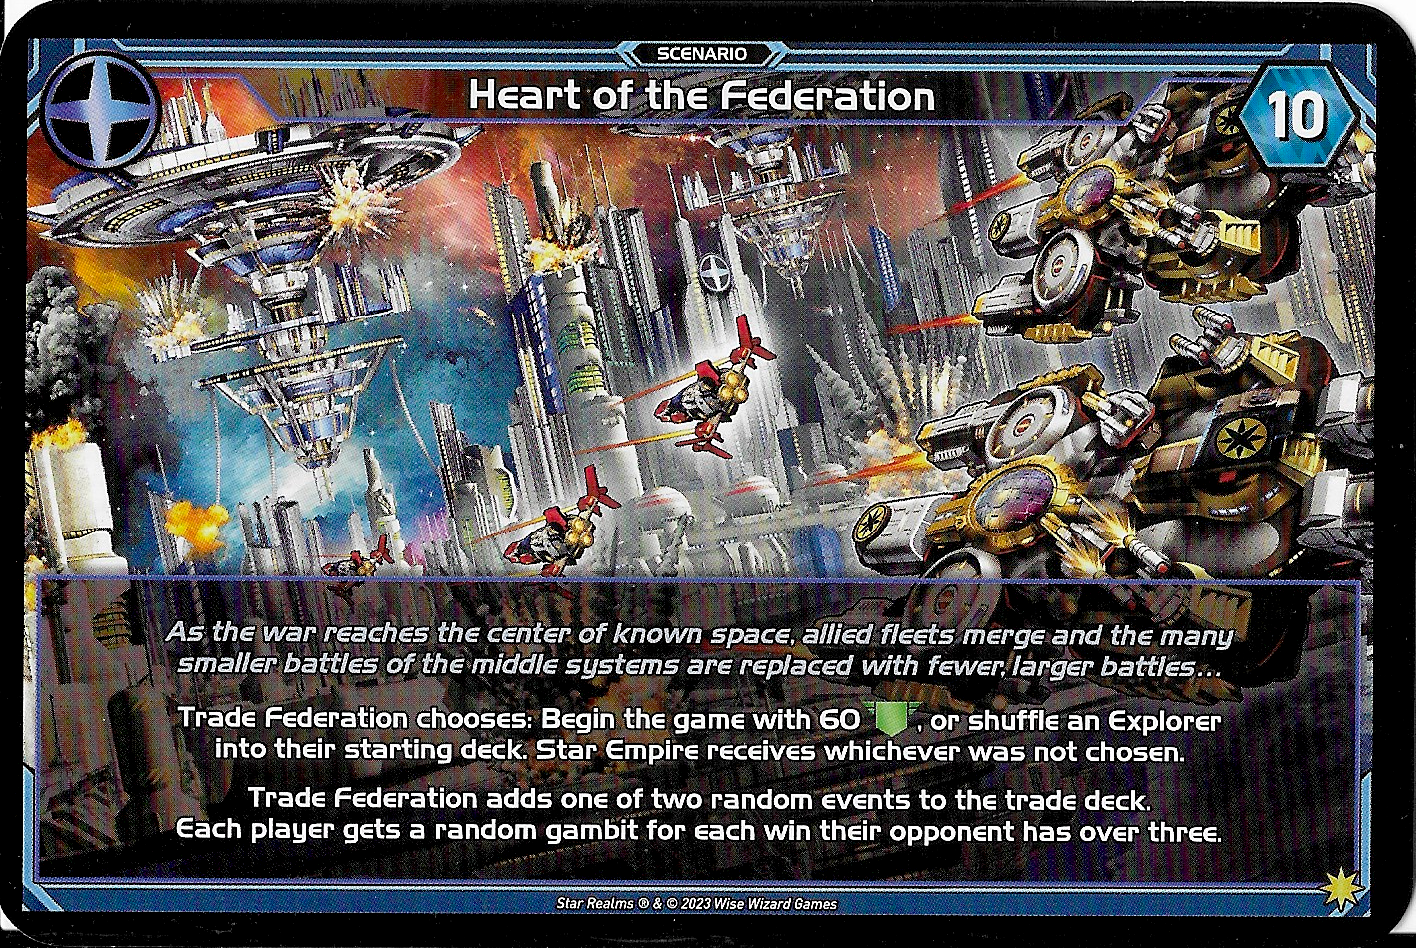 SCENARIO
Heart of the Federation
10
As the war reaches the center of known space, allied fleets merge and the many
smaller battles of the middle systems are replaced with fewer, larger battles...
Trade Federation chooses: Begin the game with 60 , or shuffle an Explorer
into their starting deck. Star Empire receives whichever was not chosen.
Trade Federation adds one of two random events to the trade deck.
Each player gets a random gambit for each win their opponent has over three.
Star Realms ® & © 2023 Wise Wizard Games